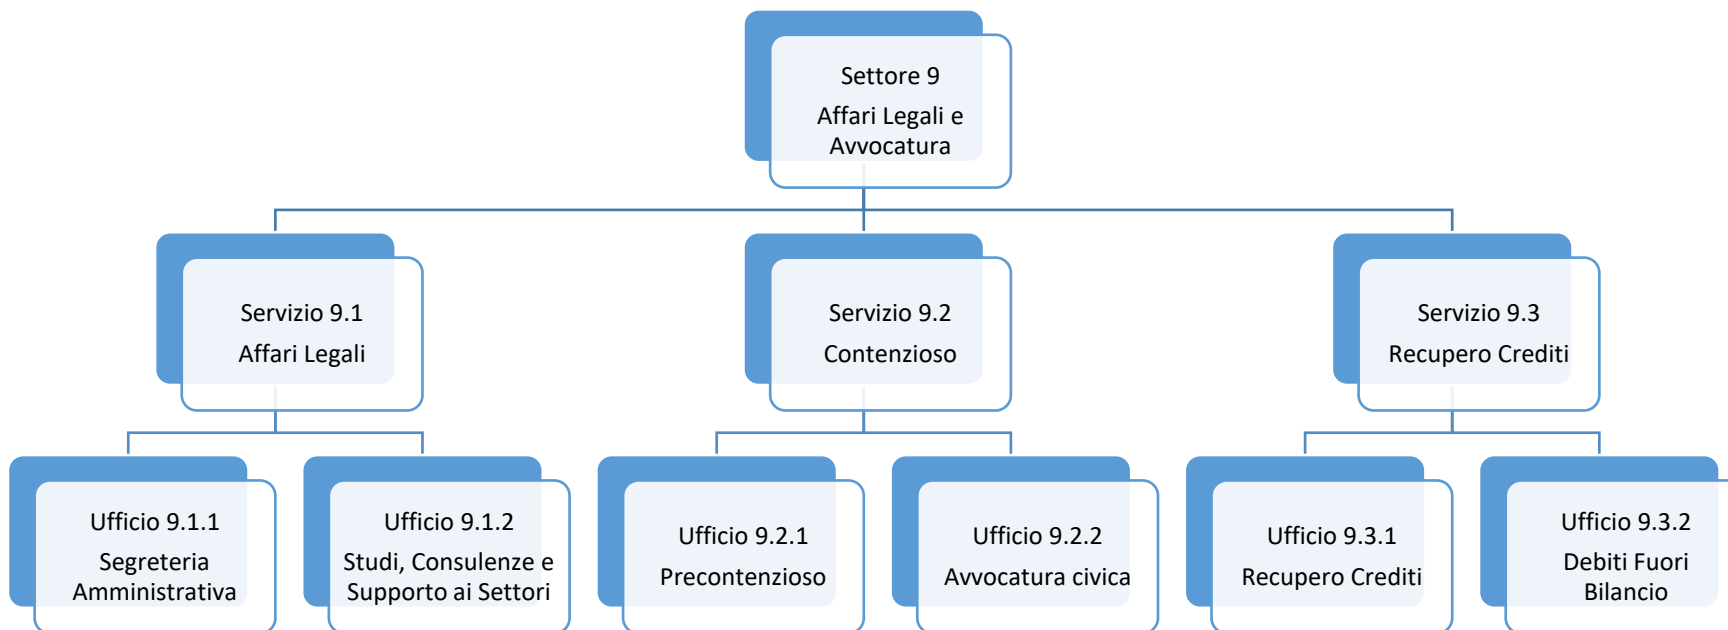 Settore 9
Affari Legali e
Avvocatura
Servizio 9.1
Affari Legali
Servizio 9.2
Contenzioso
Servizio 9.3
Recupero Crediti
Ufficio 9.1.1
Segreteria
Amministrativa
Ufficio 9.1.2
Studi, Consulenze e
Supporto ai Settori
Ufficio 9.2.1
Precontenzioso
Ufficio 9.2.2
Avvocatura civica
Ufficio 9.3.1
Recupero Crediti
Ufficio 9.3.2
Debiti Fuori
Bilancio